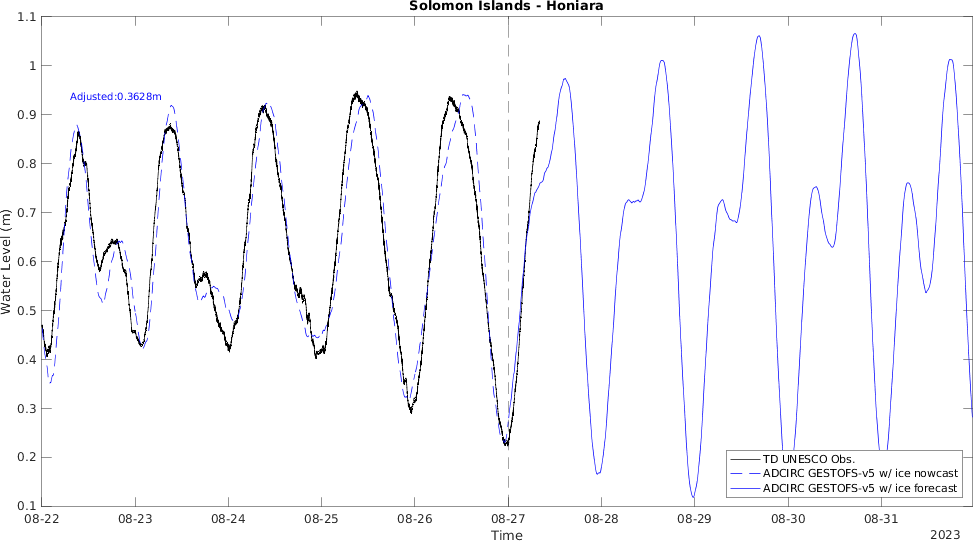 Solomon Islands - Honiara
1.1
1
0.9
0.8
0.7
0.6
0.5
0.4
0.3
0.2
0.1
Water Level (m)
Adjusted:0.3628m
TD UNESCO Obs.
ADCIRC GESTOFS-v5 w/ ice nowcast
ADCIRC GESTOFS-v5 w/ ice forecast
08-22 08-23 08-24 08-25 08-26 08-27 08-28 08-29 08-30 08-31
Time
2023